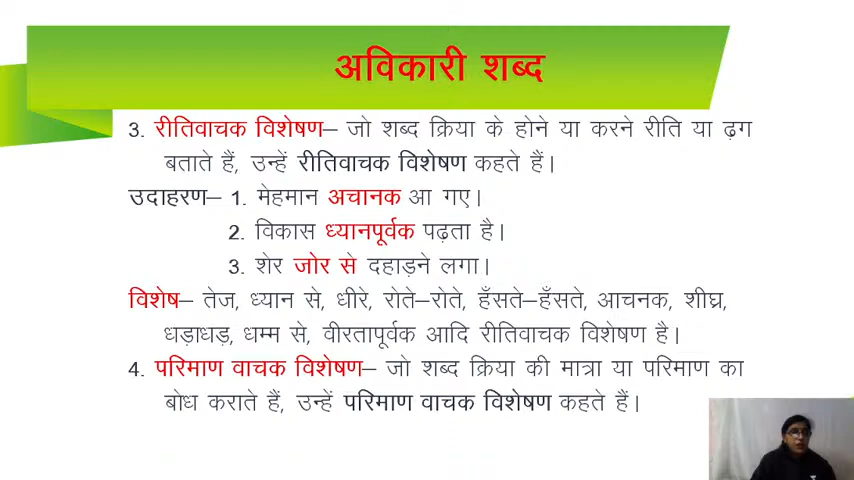 अविकारी शब्द
3. रीतिवाचक विशेषण– जो शब्द क्रिया के होने या करने रीति या ढ़ग
बताते हैं, उन्हें रीतिवाचक विशेषण कहते हैं।
उदाहरण– 1. मेहमान अचानक आ गए।
2. विकास ध्यानपूर्वक पढ़ता है।
3. शेर जोर से दहाड़ने लगा।
विशेष– तेज, ध्यान से, धीरे, रोते–रोते, हँसते–हँसते, आचनक, शीघ्र,
धड़ाधड़, धम्म से, वीरतापूर्वक आदि रीतिवाचक विशेषण है।
4. परिमाण वाचक विशेषण– जो शब्द क्रिया की मात्रा या परिमाण का
बोध कराते हैं, उन्हें परिमाण वाचक विशेषण कहते हैं।